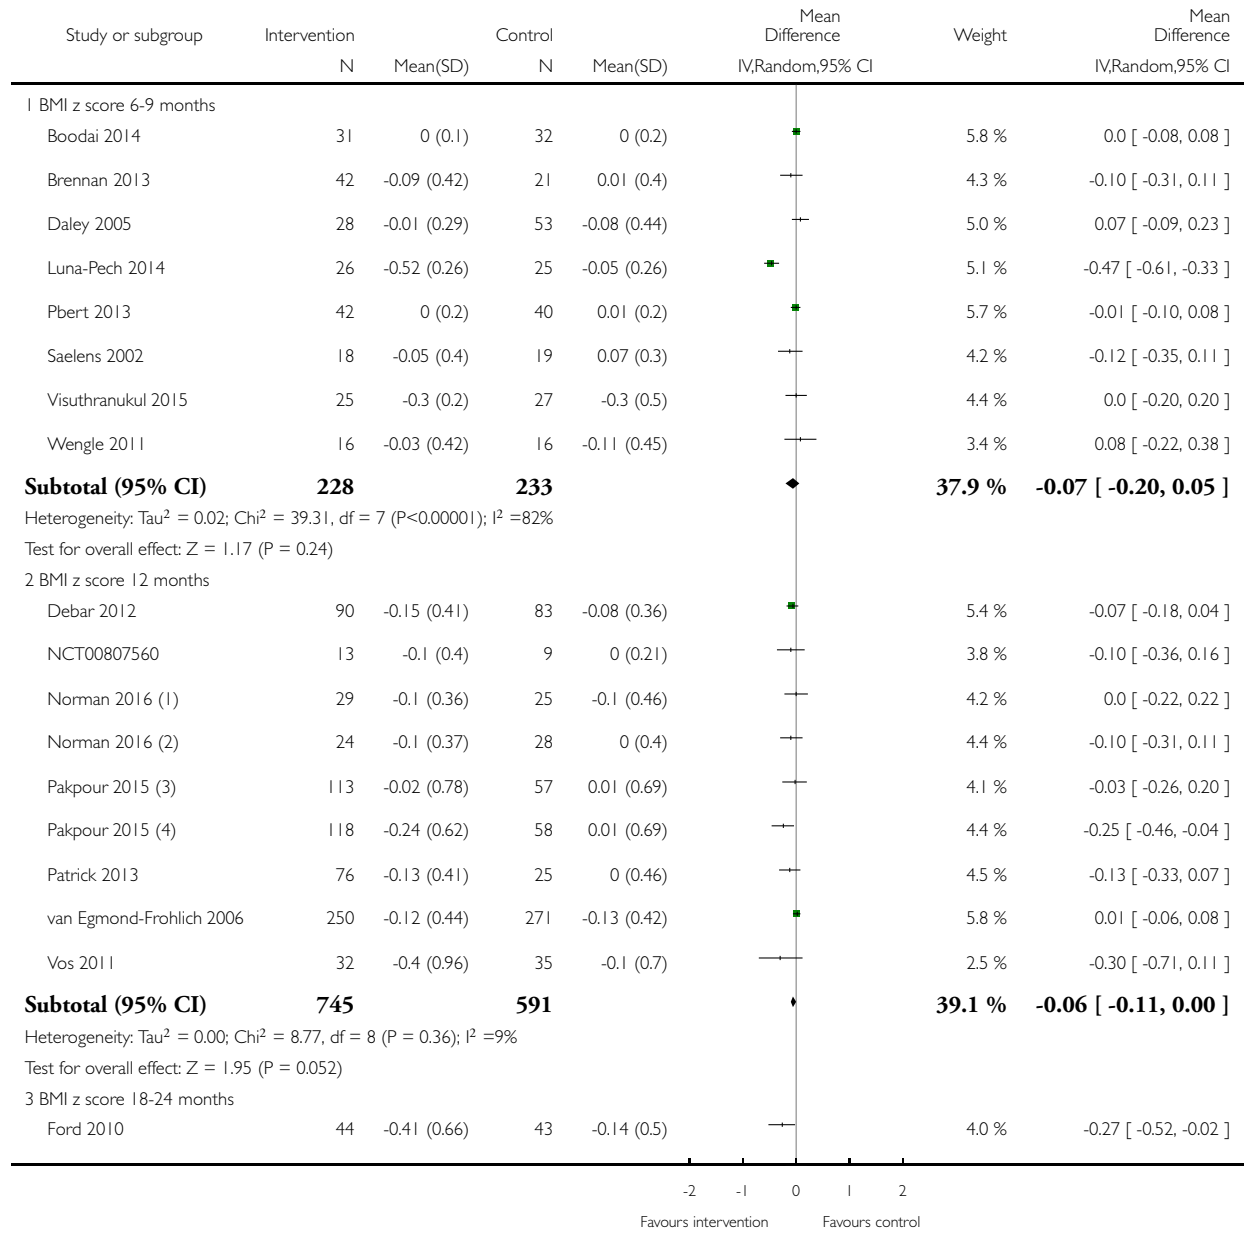 Study or subgroup Intervention Control Mean Difference Weight Mean Difference
N Mean(SD) N Mean(SD) IV,Random,95% CI IV,Random,95% CI
1 BMI z score 6-9 months
Boodai 2014 31 0 (0.1) 32 0 (0.2) 5.8 % 0.0 [ -0.08, 0.08 ]
Brennan 2013 42 -0.09 (0.42) 21 0.01 (0.4) 4.3 % -0.10 [ -0.31, 0.11 ]
Daley 2005 28 -0.01 (0.29) 53 -0.08 (0.44) 5.0 % 0.07 [ -0.09, 0.23 ]
Luna-Pech 2014 26 -0.52 (0.26) 25 -0.05 (0.26) 5.1 % -0.47 [ -0.61, -0.33 ]
Pbert 2013 42 0 (0.2) 40 0.01 (0.2) 5.7 % -0.01 [ -0.10, 0.08 ]
Saelens 2002 18 -0.05 (0.4) 19 0.07 (0.3) 4.2 % -0.12 [ -0.35, 0.11 ]
Visuthranukul 2015 25 -0.3 (0.2) 27 -0.3 (0.5) 4.4 % 0.0 [ -0.20, 0.20 ]
Wengle 2011 16 -0.03 (0.42) 16 -0.11 (0.45) 3.4 % 0.08 [ -0.22, 0.38 ]
Subtotal (95% CI) 228 233 37.9 % -0.07 [ -0.20, 0.05 ]
Heterogeneity: Tau² = 0.02; Chi² = 39.31, df = 7 (P<0.00001); I² =82%
Test for overall effect: Z = 1.17 (P = 0.24)
2 BMI z score 12 months
Debar 2012 90 -0.15 (0.41) 83 -0.08 (0.36) 5.4 % -0.07 [ -0.18, 0.04 ]
NCT00807560 13 -0.1 (0.4) 9 0 (0.21) 3.8 % -0.10 [ -0.36, 0.16 ]
Norman 2016 (1) 29 -0.1 (0.36) 25 -0.1 (0.46) 4.2 % 0.0 [ -0.22, 0.22 ]
Norman 2016 (2) 24 -0.1 (0.37) 28 0 (0.4) 4.4 % -0.10 [ -0.31, 0.11 ]
Pakpour 2015 (3) 113 -0.02 (0.78) 57 0.01 (0.69) 4.1 % -0.03 [ -0.26, 0.20 ]
Pakpour 2015 (4) 118 -0.24 (0.62) 58 0.01 (0.69) 4.4 % -0.25 [ -0.46, -0.04 ]
Patrick 2013 76 -0.13 (0.41) 25 0 (0.46) 4.5 % -0.13 [ -0.33, 0.07 ]
van Egmond-Frohlich 2006 250 -0.12 (0.44) 271 -0.13 (0.42) 5.8 % 0.01 [ -0.06, 0.08 ]
Vos 2011 32 -0.4 (0.96) 35 -0.1 (0.7) 2.5 % -0.30 [ -0.71, 0.11 ]
Subtotal (95% CI) 745 591 39.1 % -0.06 [ -0.11, 0.00 ]
Heterogeneity: Tau² = 0.00; Chi² = 8.77, df = 8 (P = 0.36); I² =9%
Test for overall effect: Z = 1.95 (P = 0.052)
3 BMI z score 18-24 months
Ford 2010 44 -0.41 (0.66) 43 -0.14 (0.5) 4.0 % -0.27 [ -0.52, -0.02 ]
-2 -1 0 1 2
Favours intervention Favours control